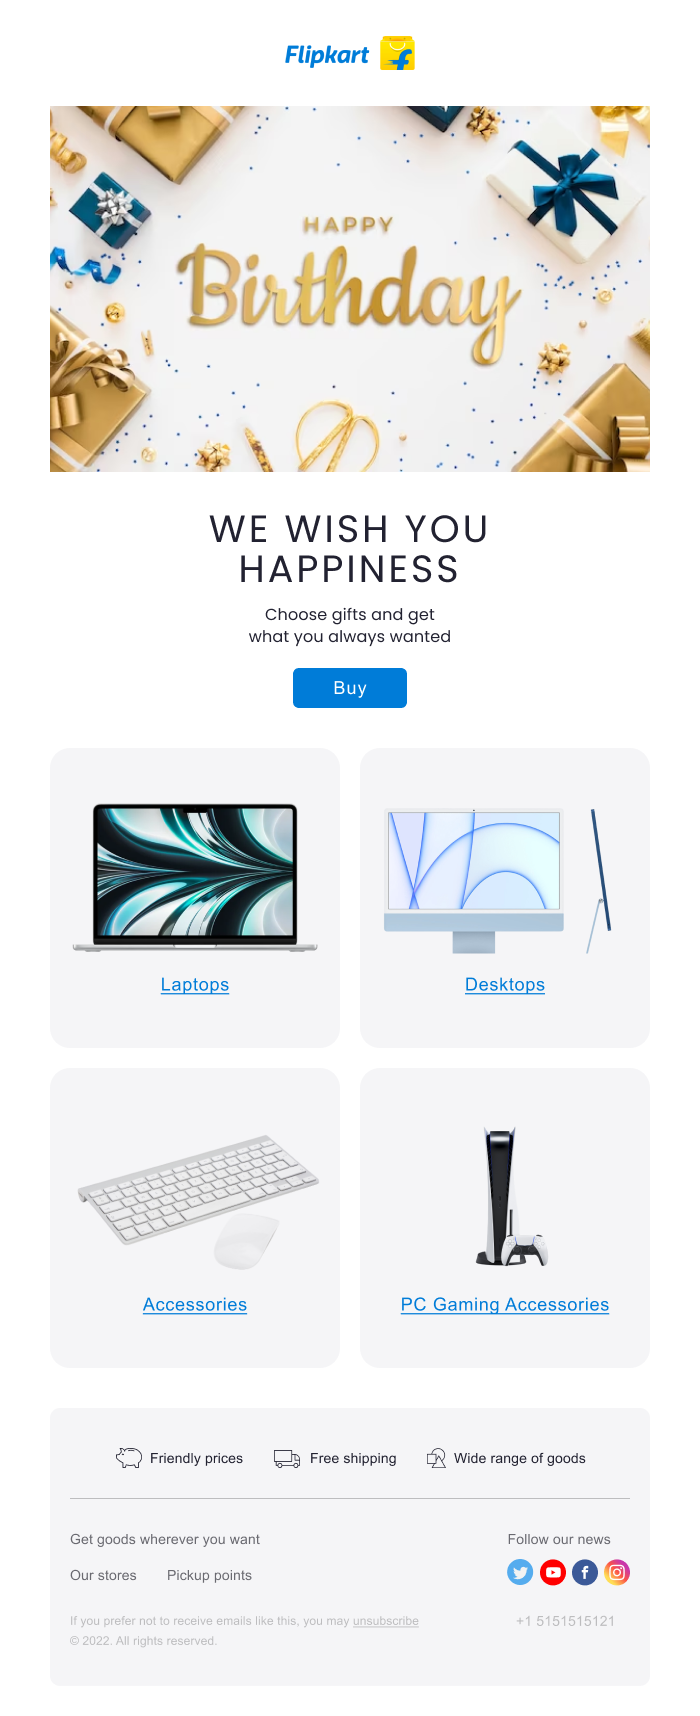 Flipkart
HAPPY
Birthday
WE WISH YOU
HAPPINESS
Choose gifts and get
what you always wanted
Buy
Laptops
Desktops
Accessories
PC Gaming Accessories
Friendly prices
Free shipping
Wide range of goods
Get goods wherever you want
Follow our news
Our stores
Pickup points
If you prefer not to receive emails like this, you may unsubscribe
+1 5151515121
© 2022. All rights reserved.